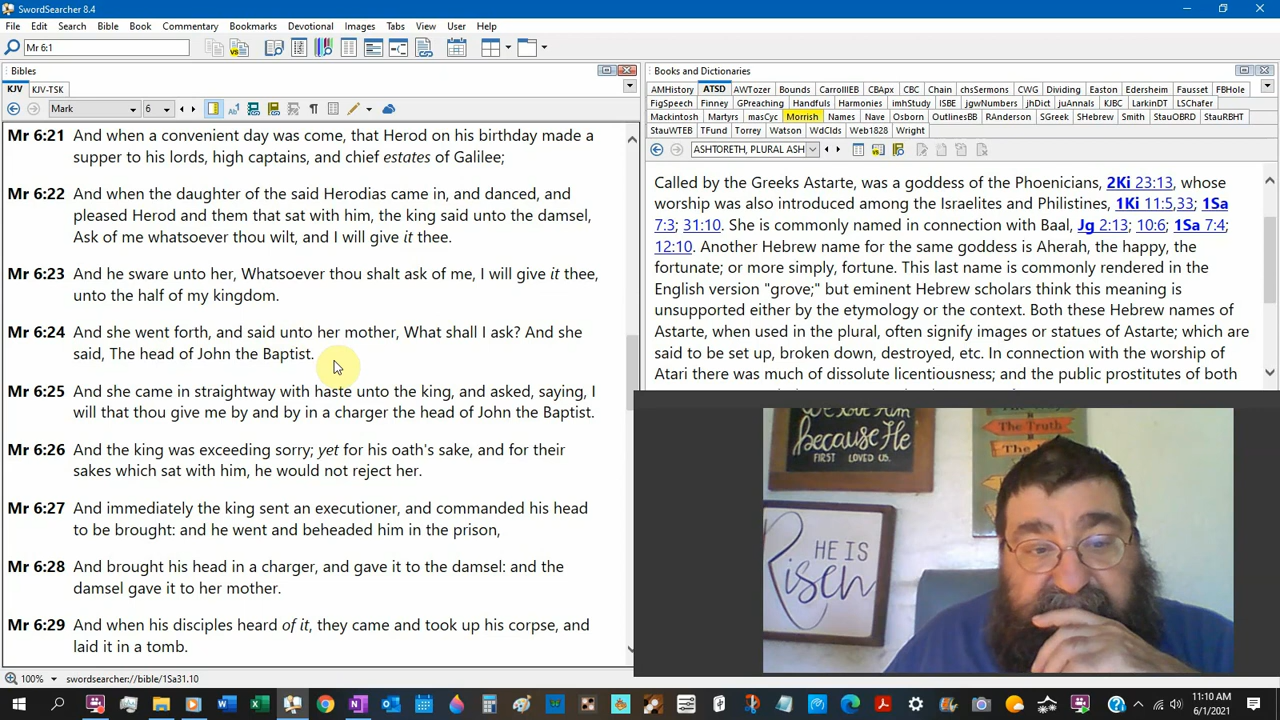 SwordSearcher 8.4
File Edit Search Bible Book Commentary Bookmarks Devotional Images Tabs View User Help
Mr 6:1
Bibles
KJV KJV-TSK
Mark 6
Mr 6:21 And when a convenient day was come, that Herod on his birthday made a
supper to his lords, high captains, and chief estates of Galilee;
Mr 6:22 And when the daughter of the said Herodias came in, and danced, and
pleased Herod and them that sat with him, the king said unto the damsel,
Ask of me whatsoever thou wilt, and I will give it thee.
Mr 6:23 And he sware unto her, Whatsoever thou shalt ask of me, I will give it thee,
unto the half of my kingdom.
Mr 6:24 And she went forth, and said unto her mother, What shall I ask? And she
said, The head of John the Baptist.
Mr 6:25 And she came in straightway with haste unto the king, and asked, saying, I
will that thou give me by and by in a charger the head of John the Baptist.
Mr 6:26 And the king was exceeding sorry; yet for his oath's sake, and for their
sakes which sat with him, he would not reject her.
Mr 6:27 And immediately the king sent an executioner, and commanded his head
to be brought: and he went and beheaded him in the prison,
Mr 6:28 And brought his head in a charger, and gave it to the damsel: and the
damsel gave it to her mother.
Mr 6:29 And when his disciples heard of it, they came and took up his corpse, and
laid it in a tomb.
100% swordsearcher://bible/1Sa31.10
Books and Dictionaries
AMHistory ATSD AWTozer Bounds CarrollIEB CBApx CBC Chain chsSermons CWG Dividing Easton Edersheim Fausset FBHole
FigSpeech Finney GPreaching Handfuls Harmonies imhStudy ISBE jgwNumbers jhDict juAnnals KJBC LarkinDT LSChafer
Mackintosh Martyrs masCyc Morrish Names Nave Osborn OutlinesBB RAnderson SGreek SHebrew Smith StauOBRD StauRBHT
StauWTEB TFund Torrey Watson WdClds Web1828 Wright
ASHTORETH, PLURAL ASH
Called by the Greeks Astarte, was a goddess of the Phoenicians, 2Ki 23:13, whose
worship was also introduced among the Israelites and Philistines, 1Ki 11:5,33; 1Sa
7:3; 31:10. She is commonly named in connection with Baal, Jg 2:13; 10:6; 1Sa 7:4;
12:10. Another Hebrew name for the same goddess is Aherah, the happy, the
fortunate; or more simply, fortune. This last name is commonly rendered in the
English version "grove;" but eminent Hebrew scholars think this meaning is
unsupported either by the etymology or the context. Both these Hebrew names of
Astarte, when used in the plural, often signify images or statues of Astarte; which are
said to be set up, broken down, destroyed, etc. In connection with the worship of
Atari there was much of dissolute licentiousness; and the public prostitutes of both
We love Him
because He
FIRST LOVED US.
The Truth
HE IS
Risen
11:10 AM
6/1/2021